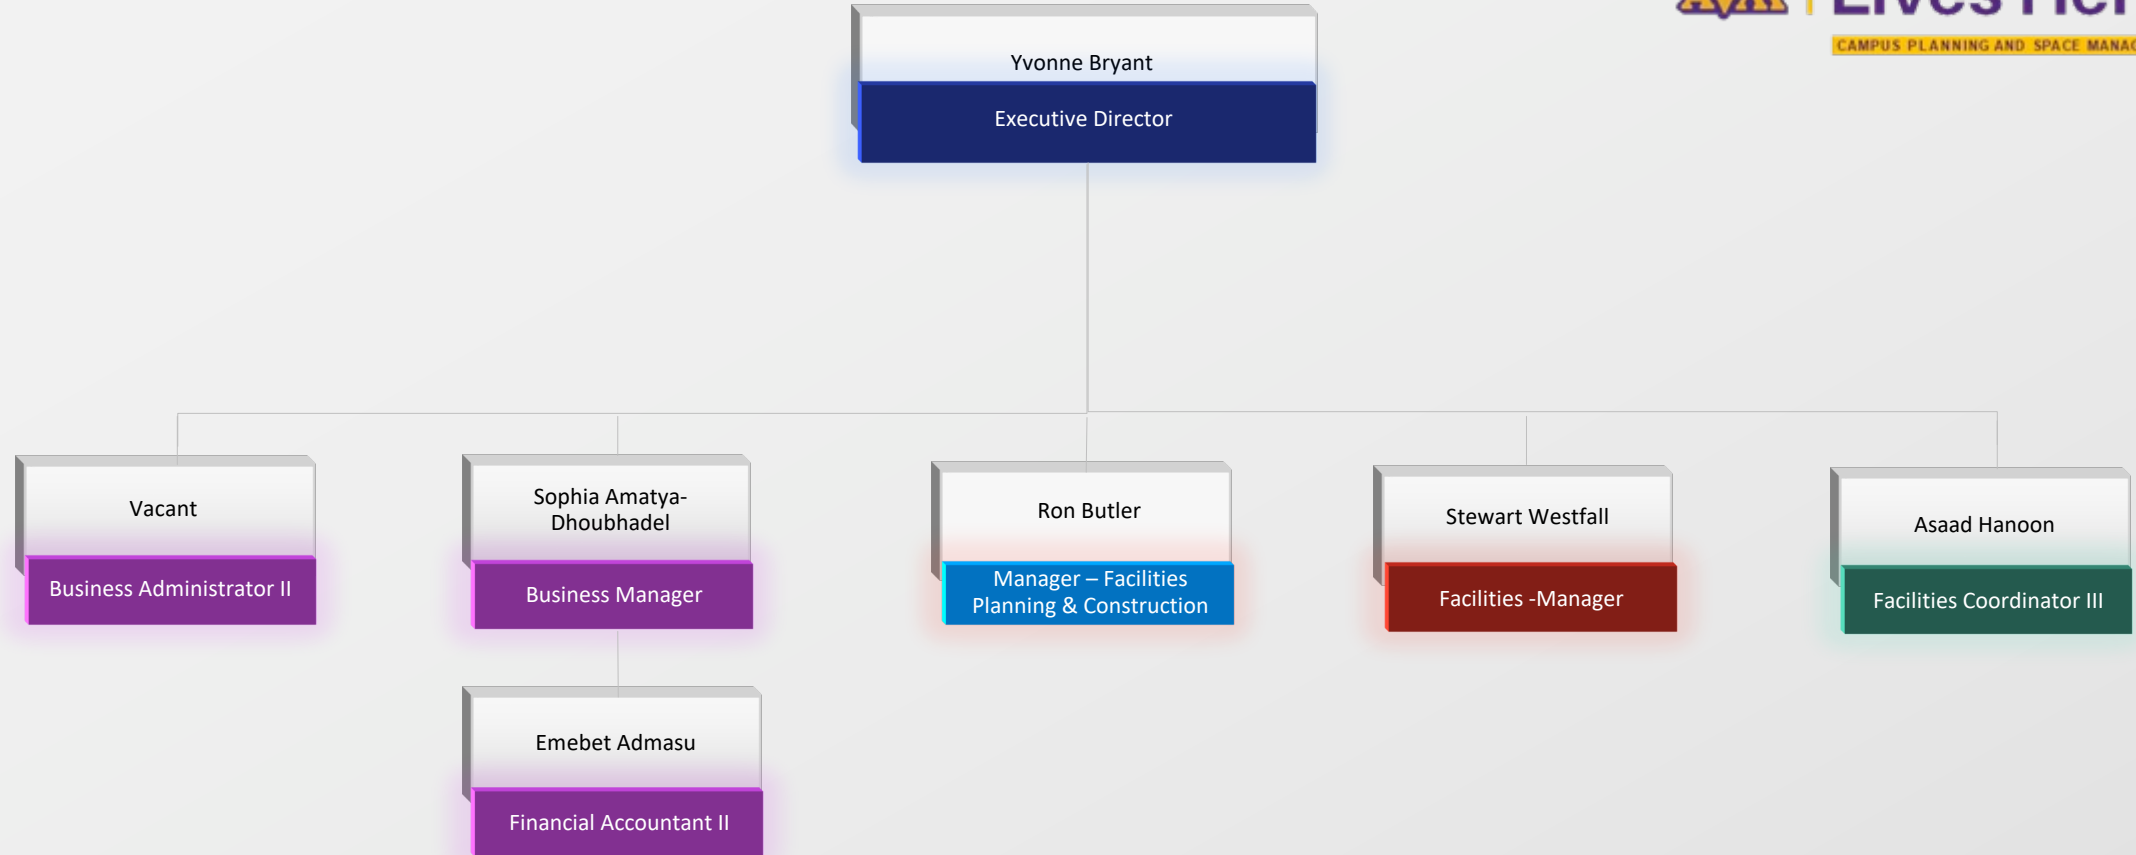 Lives
CAMPUS PLANNING AND SPACE
Yvonne Bryant
Executive Director
Vacant
Business Administrator II
Sophia Amatya-
Dhoubhadel
Business Manager
Ron Butler
Manager – Facilities
Planning & Construction
Stewart Westfall
Facilities -Manager
Asaad Hanoon
Facilities Coordinator III
Emebet Admasu
Financial Accountant II